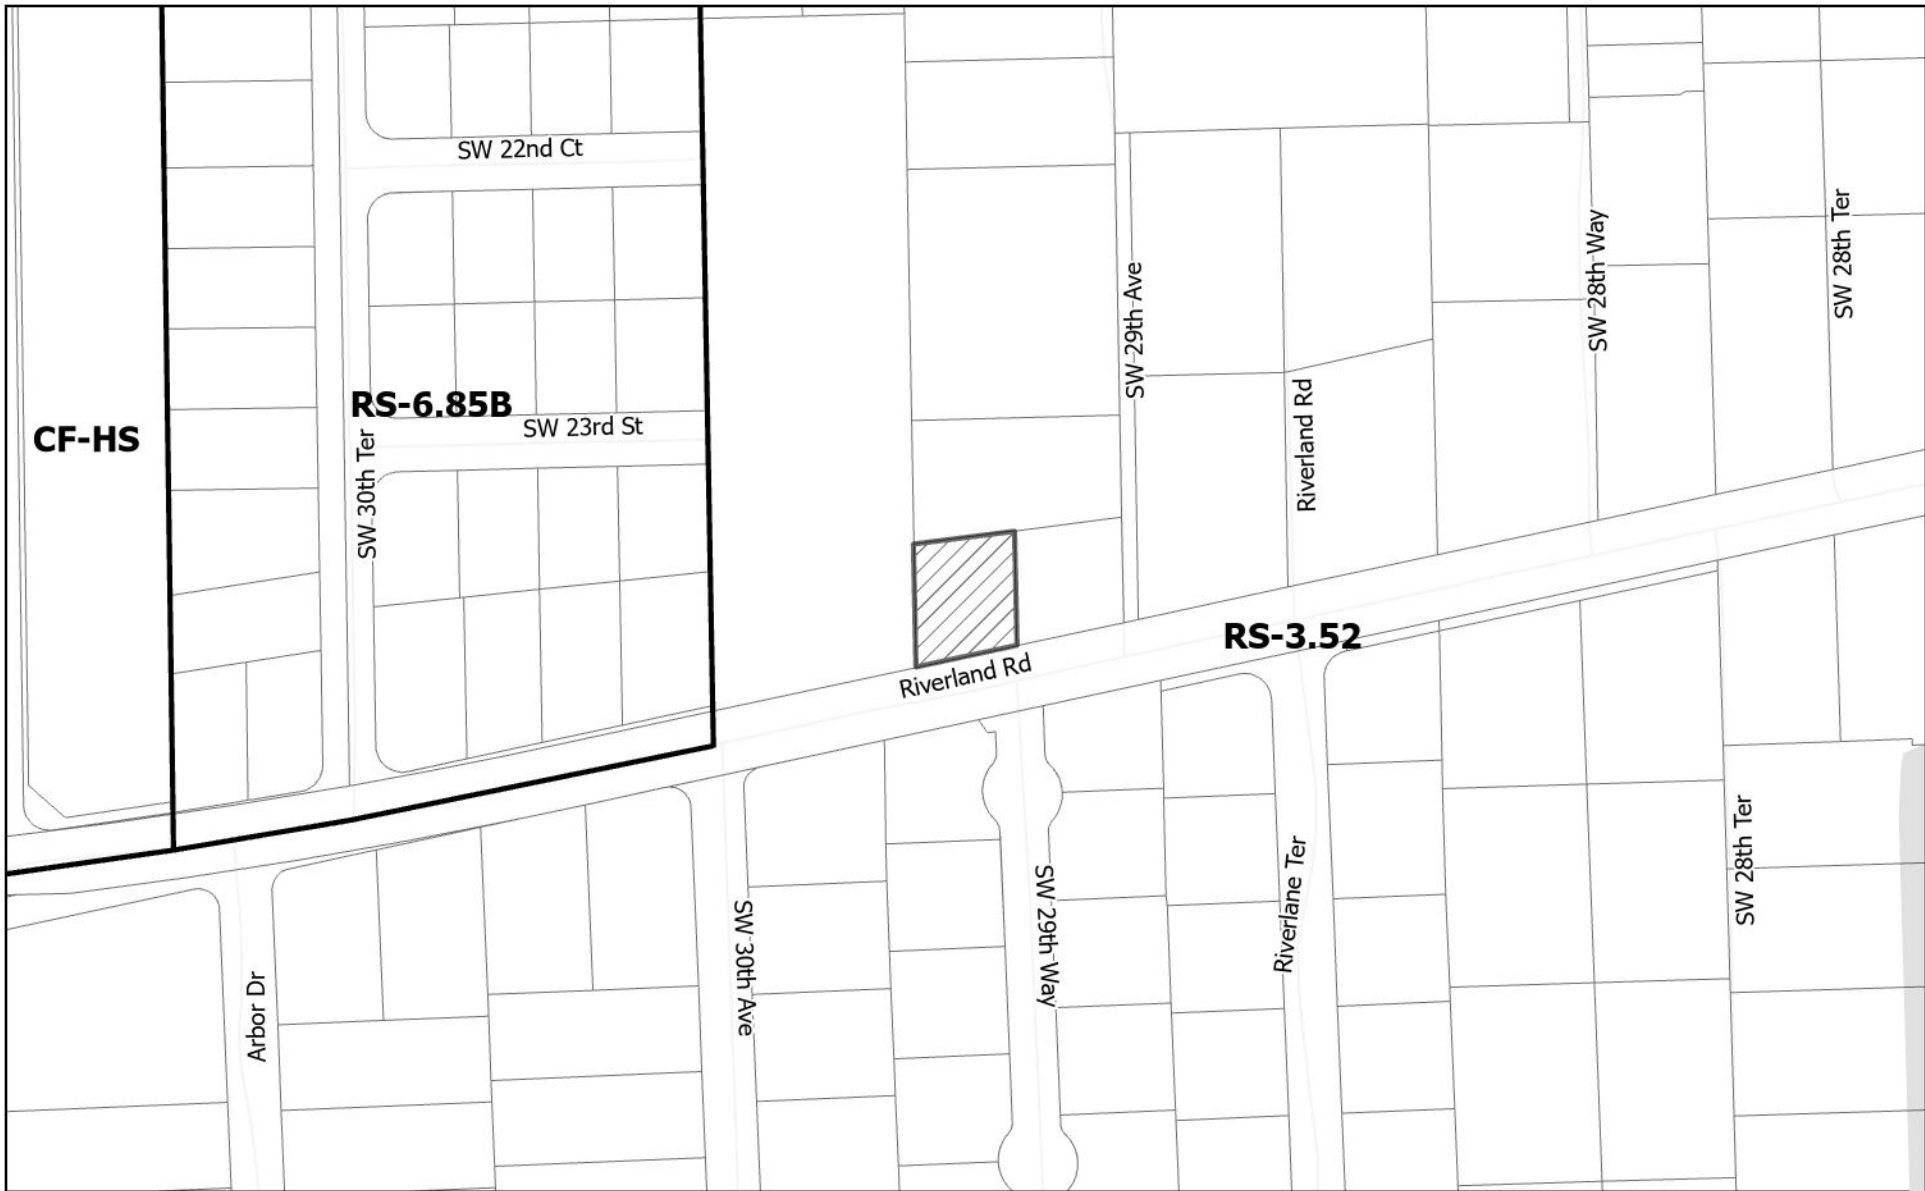 SW 22nd Ct
SW 28th Ter
SW 28th Way
SW 29th Ave
RS-6.85B
Riverland Rd
SW 23rd St
CF-HS
SW 30th Ter
RS-3.52
Riverland Rd
SW 28th Ter
Riverlane Ter
SW 29th Way
SW 30th Ave
Arbor Dr